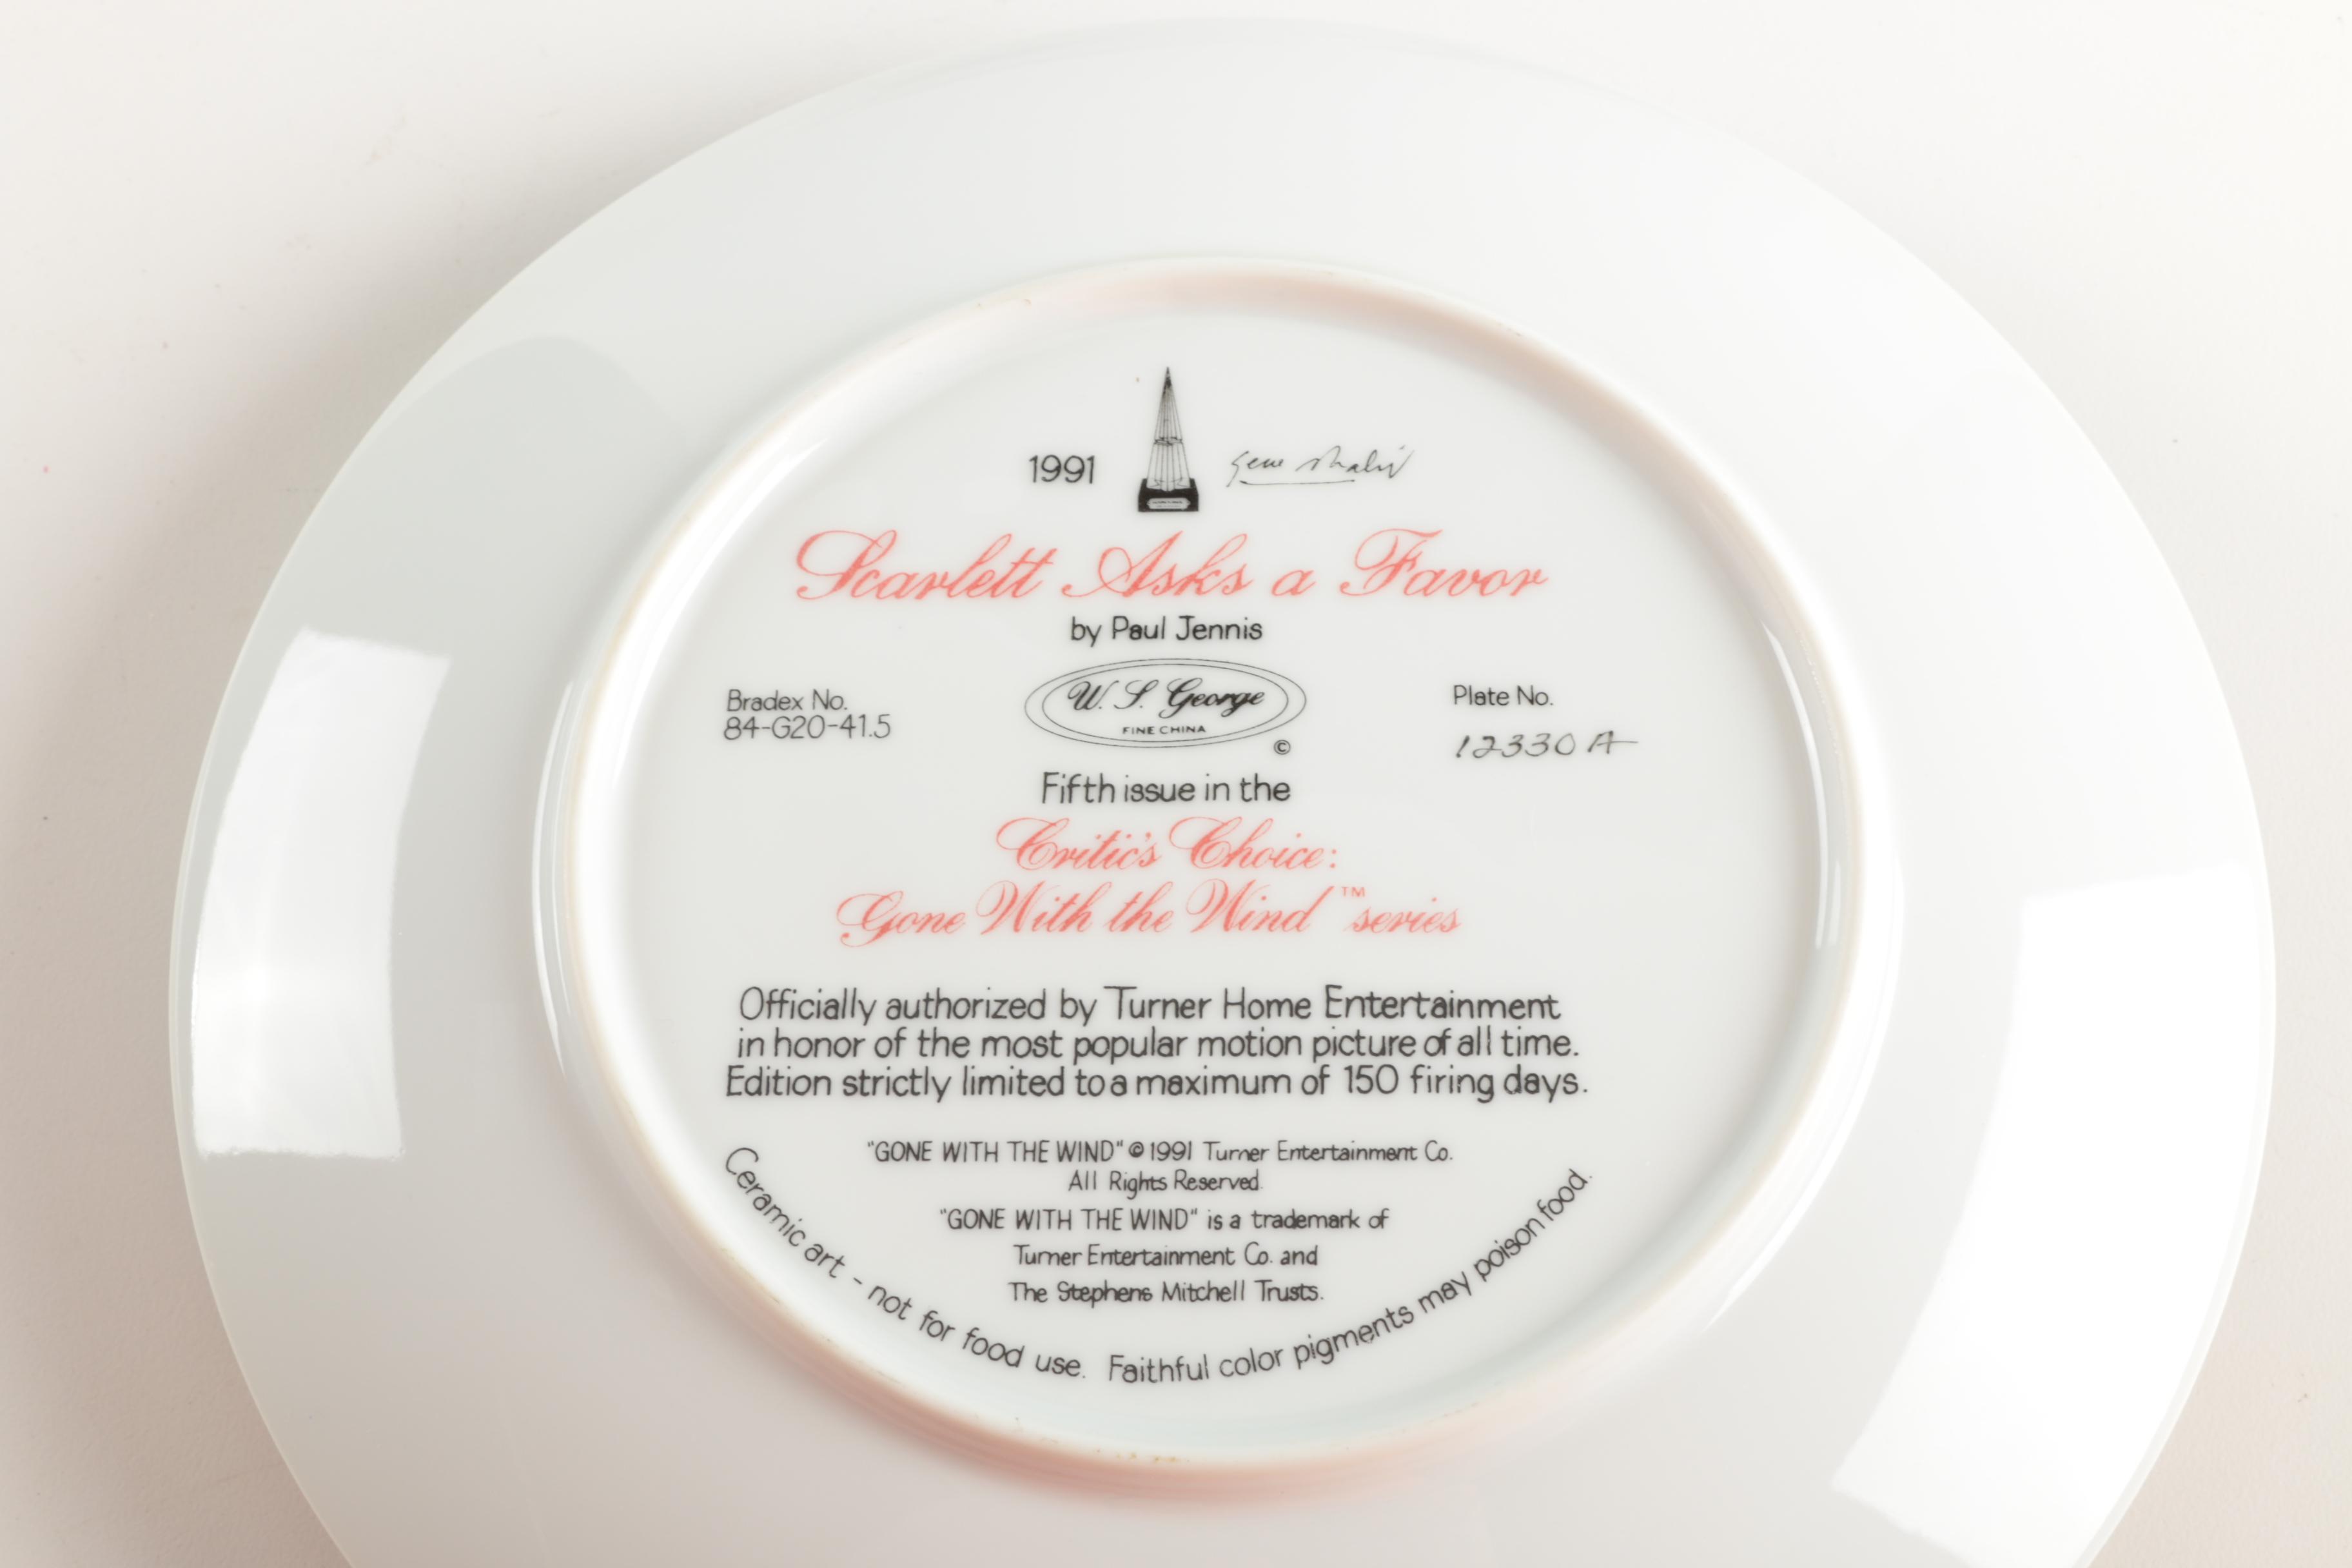 1991
gene shalit
Scarlett Asks a Favor
by Paul Jennis
Bradex No.
84-G20-41.5
W. S. George
FINE CHINA
©
Plate No.
12330 A
Fifth issue in the
Critic's Choice:
Gone With the Wind™ series
Officially authorized by Turner Home Entertainment
in honor of the most popular motion picture of all time.
Edition strictly limited to a maximum of 150 firing days.
"GONE WITH THE WIND" © 1991 Turner Entertainment Co.
All Rights Reserved.
"GONE WITH THE WIND" is a trademark of
Turner Entertainment Co. and
The Stephens Mitchell Trusts.
Ceramic art - not for food use. Faithful color pigments may poison food.